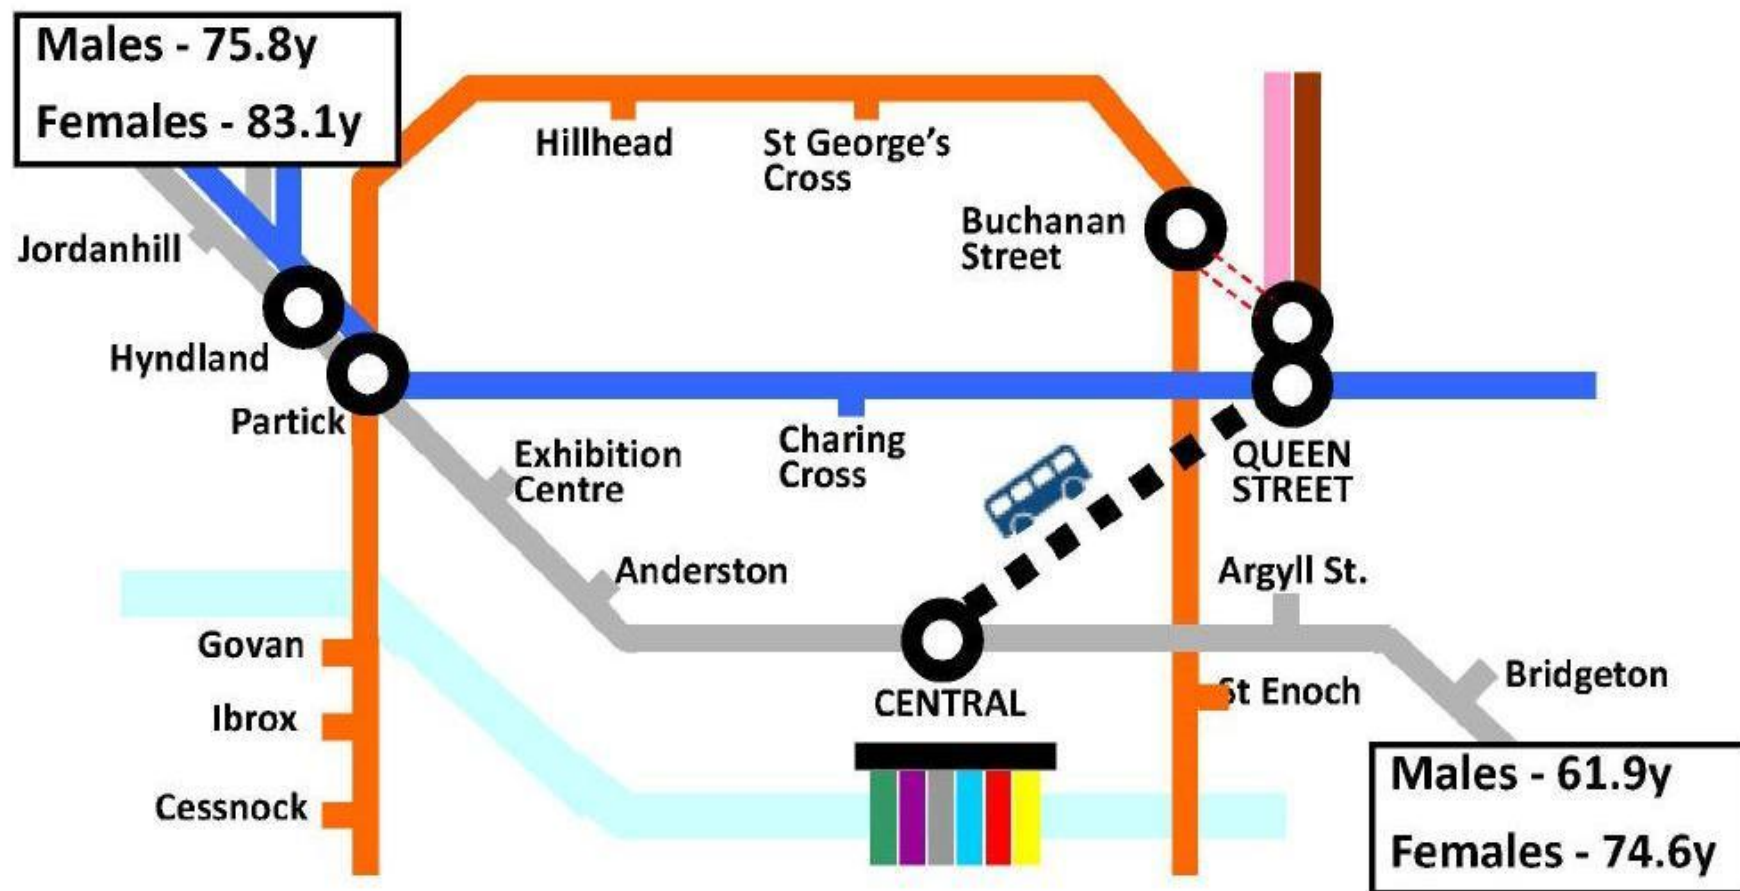 Males - 75.8y
Females - 83.1y
Hillhead
St George's
Cross
Buchanan
Street
Jordanhill
Hyndland
Partick
Exhibition
Centre
Charing
Cross
QUEEN
STREET
Anderston
Argyll St.
Govan
Ibrox
Cessnock
CENTRAL
St Enoch
Bridgeton
Males - 61.9y
Females - 74.6y